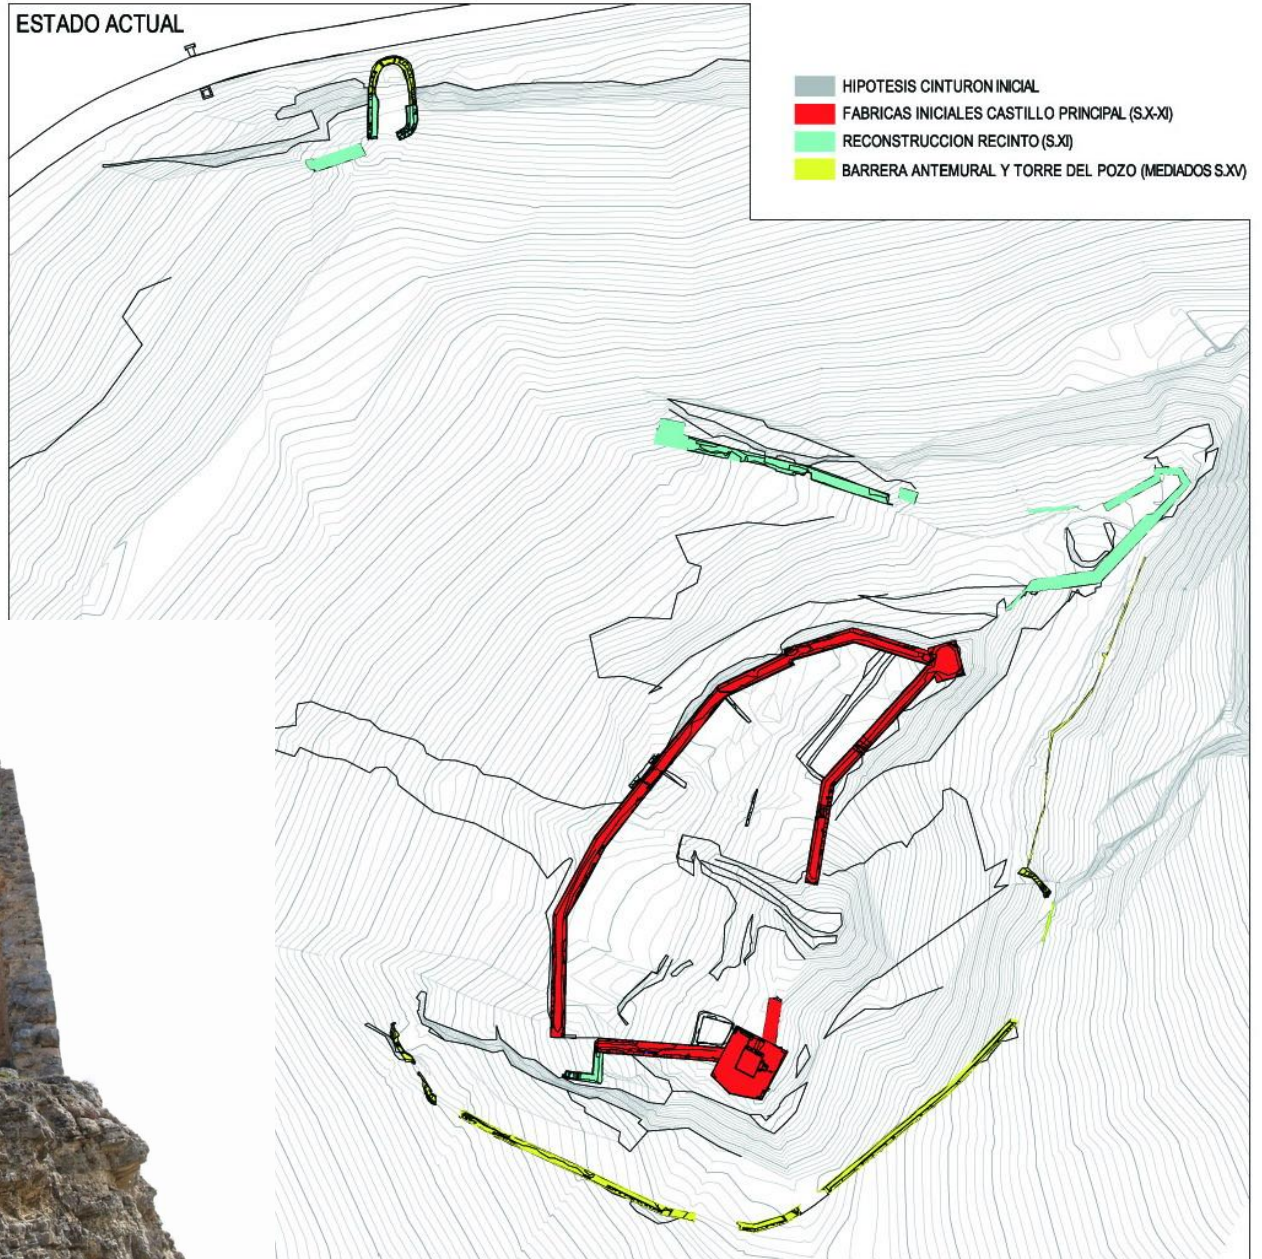 ESTADO ACTUAL
HIPOTESIS CINTURON INICIAL
FABRICAS INICIALES CASTILLO PRINCIPAL (S.X-XI)
RECONSTRUCCION RECINTO (S.XI)
BARRERA ANTEMURAL Y TORRE DEL POZO (MEDIADOS S.XV)